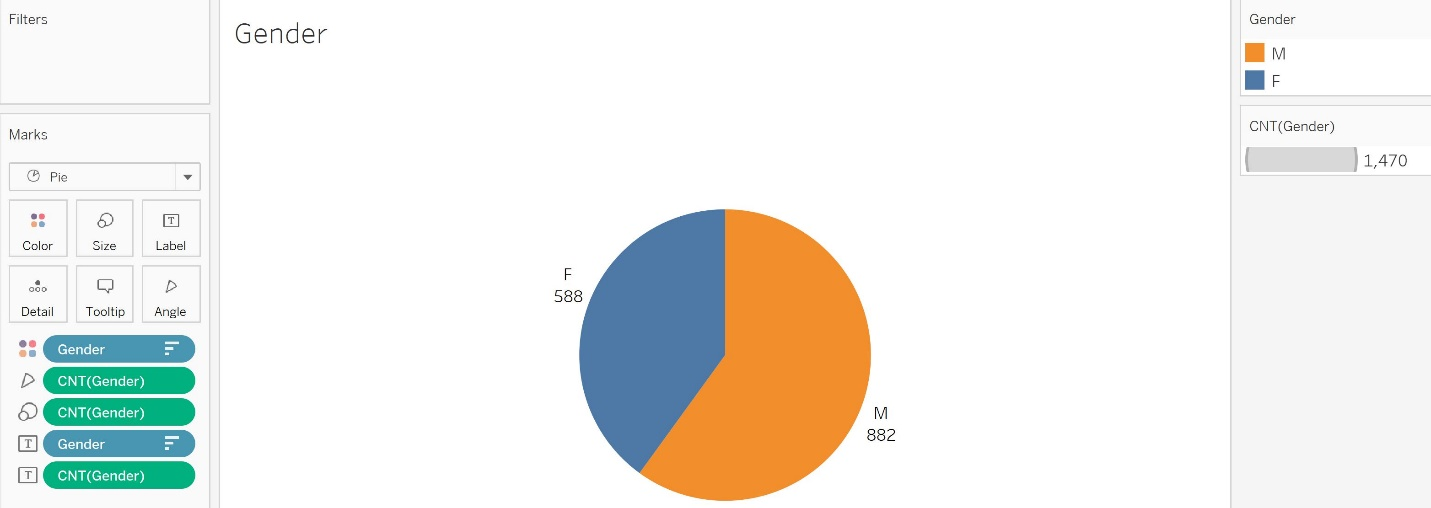 Filters
Marks
Pie
Color Size Label
Detail Tooltip Angle
Gender
CNT(Gender)
CNT(Gender)
T Gender
T CNT(Gender)
Gender
F
588
M
882
Gender
M
F
CNT(Gender)
1,470